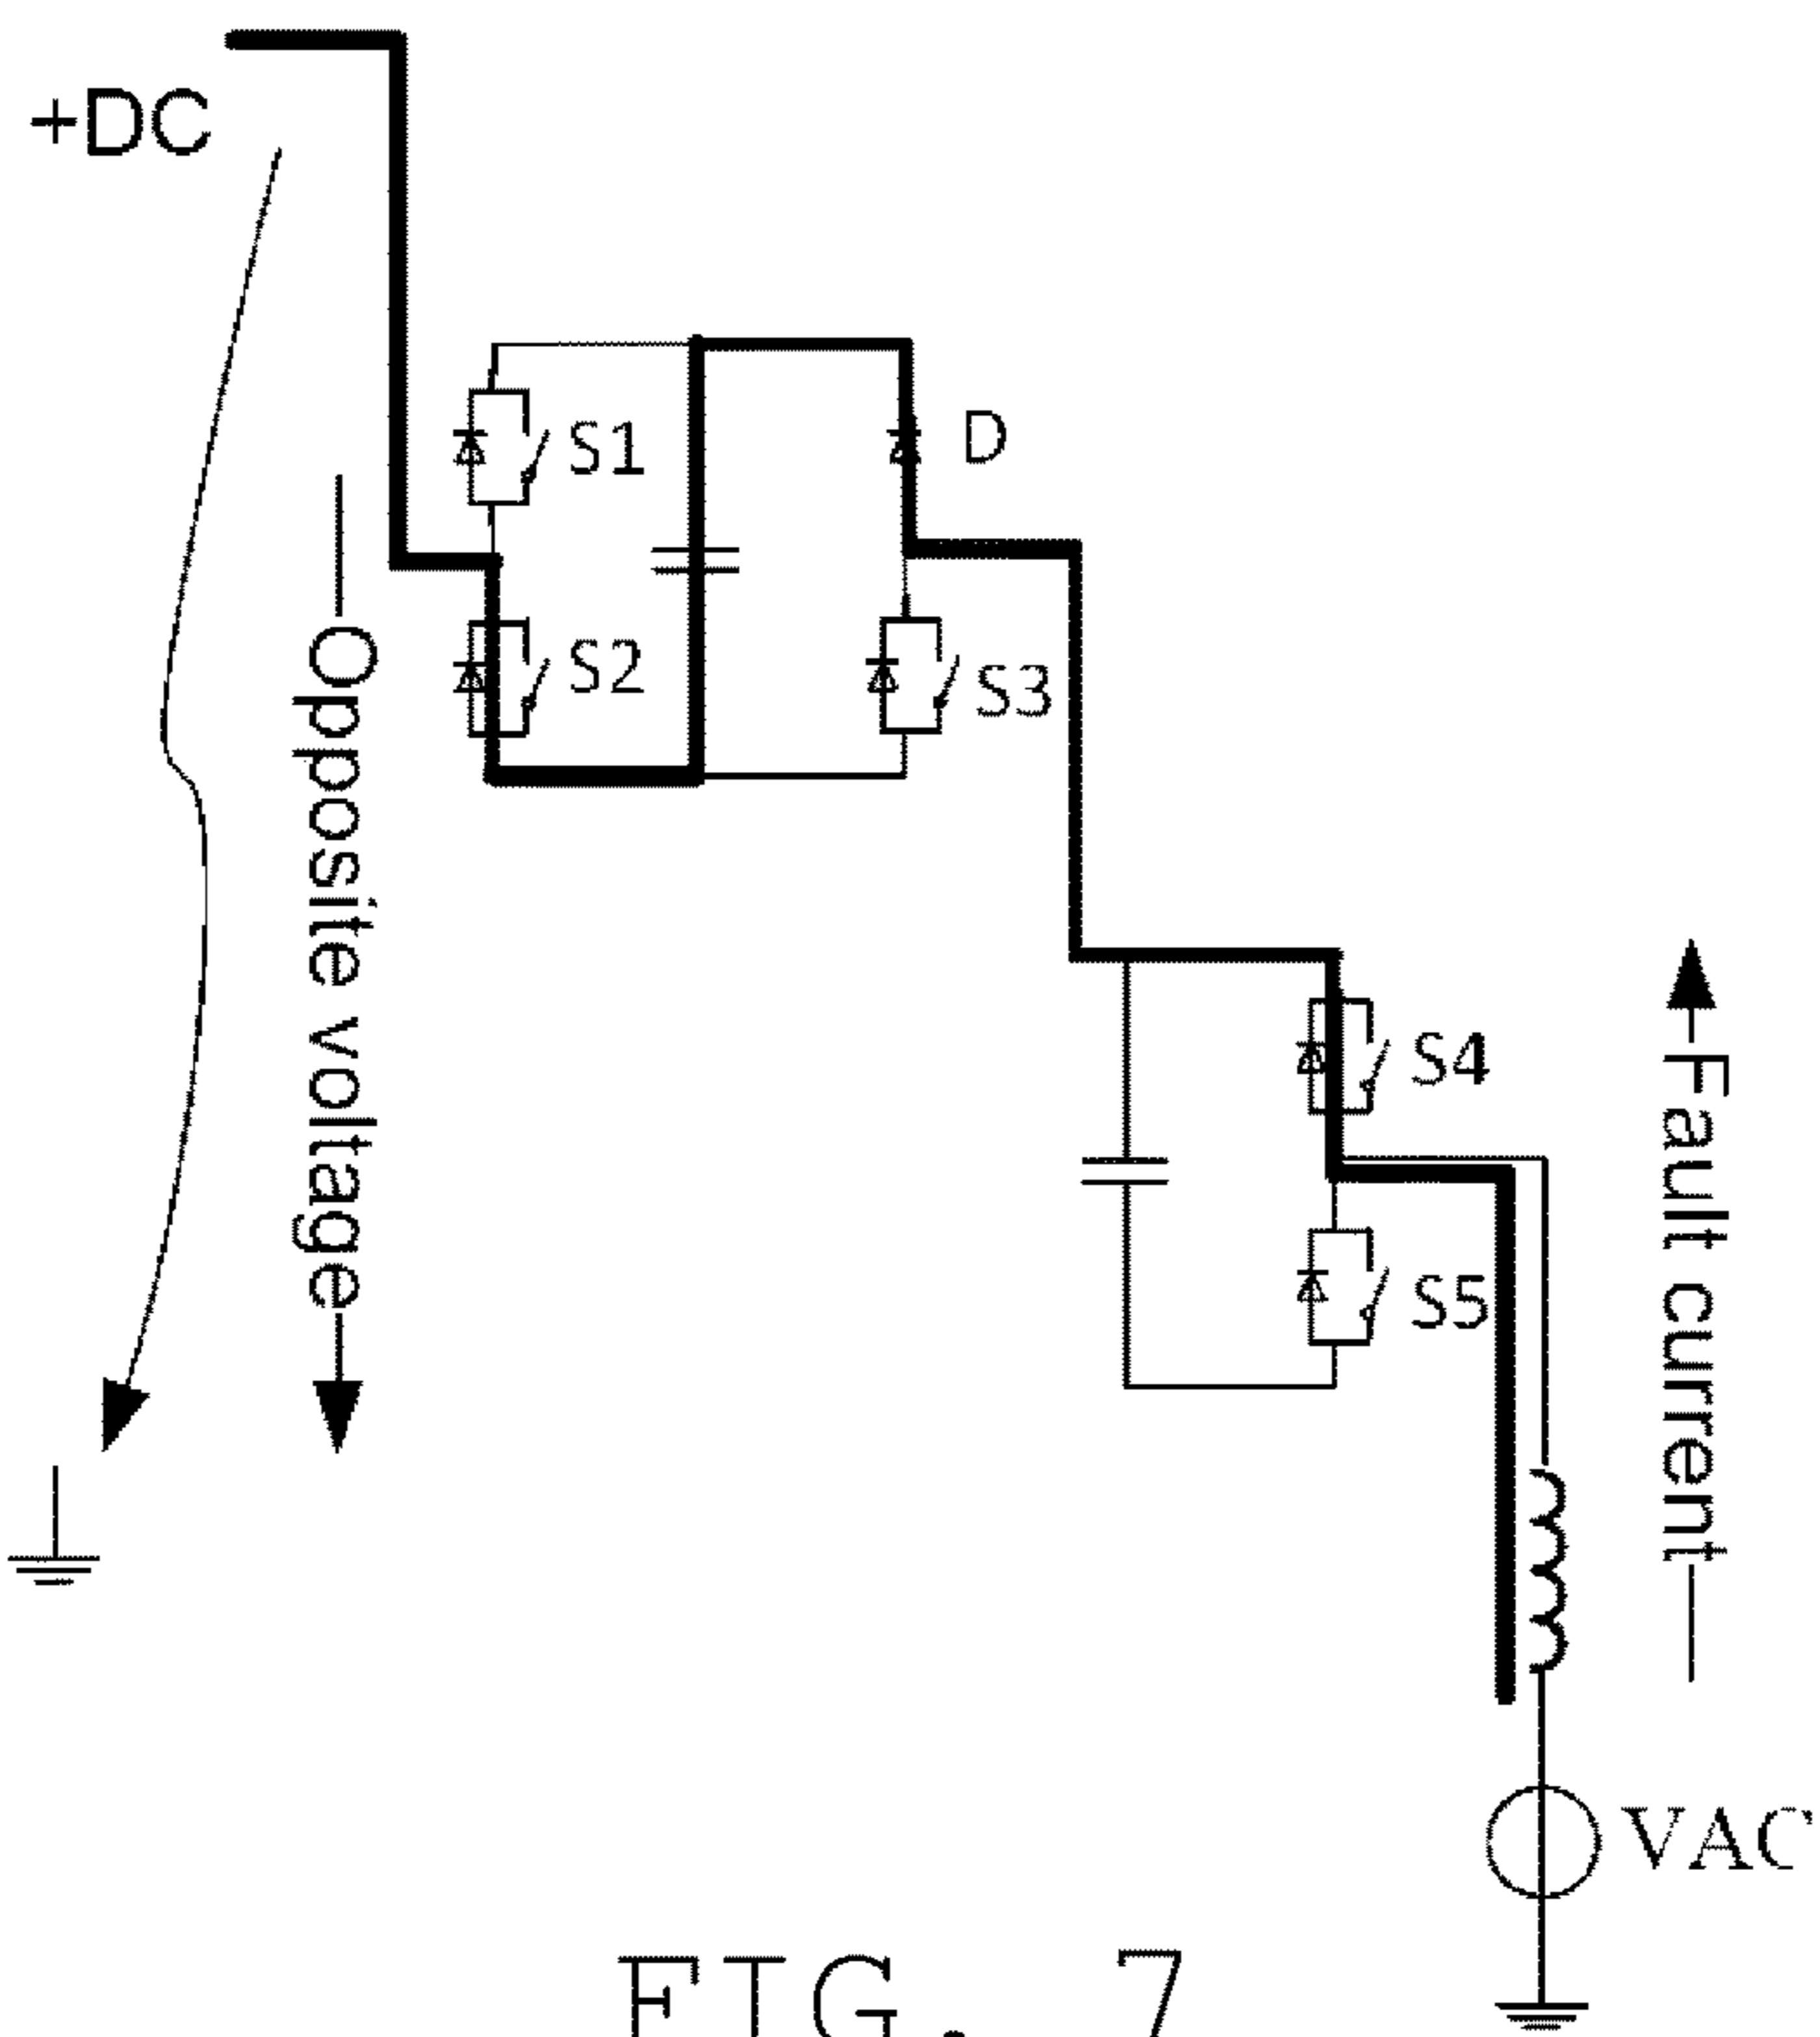 +DC
S1
D
S2
S3
Opposite voltage
S4
Fault current
S5
VAC
FIG. 7